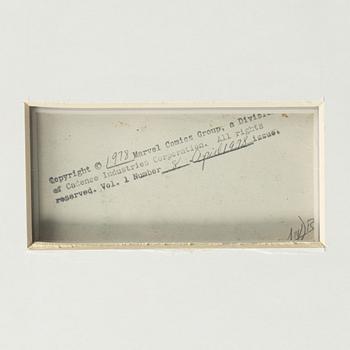 Copyright © 1978 Marvel Comics Group, a Divisi
of Cadence Industries Corporation. All rights
reserved. Vol. 1 Number 8 April 1978 issue.